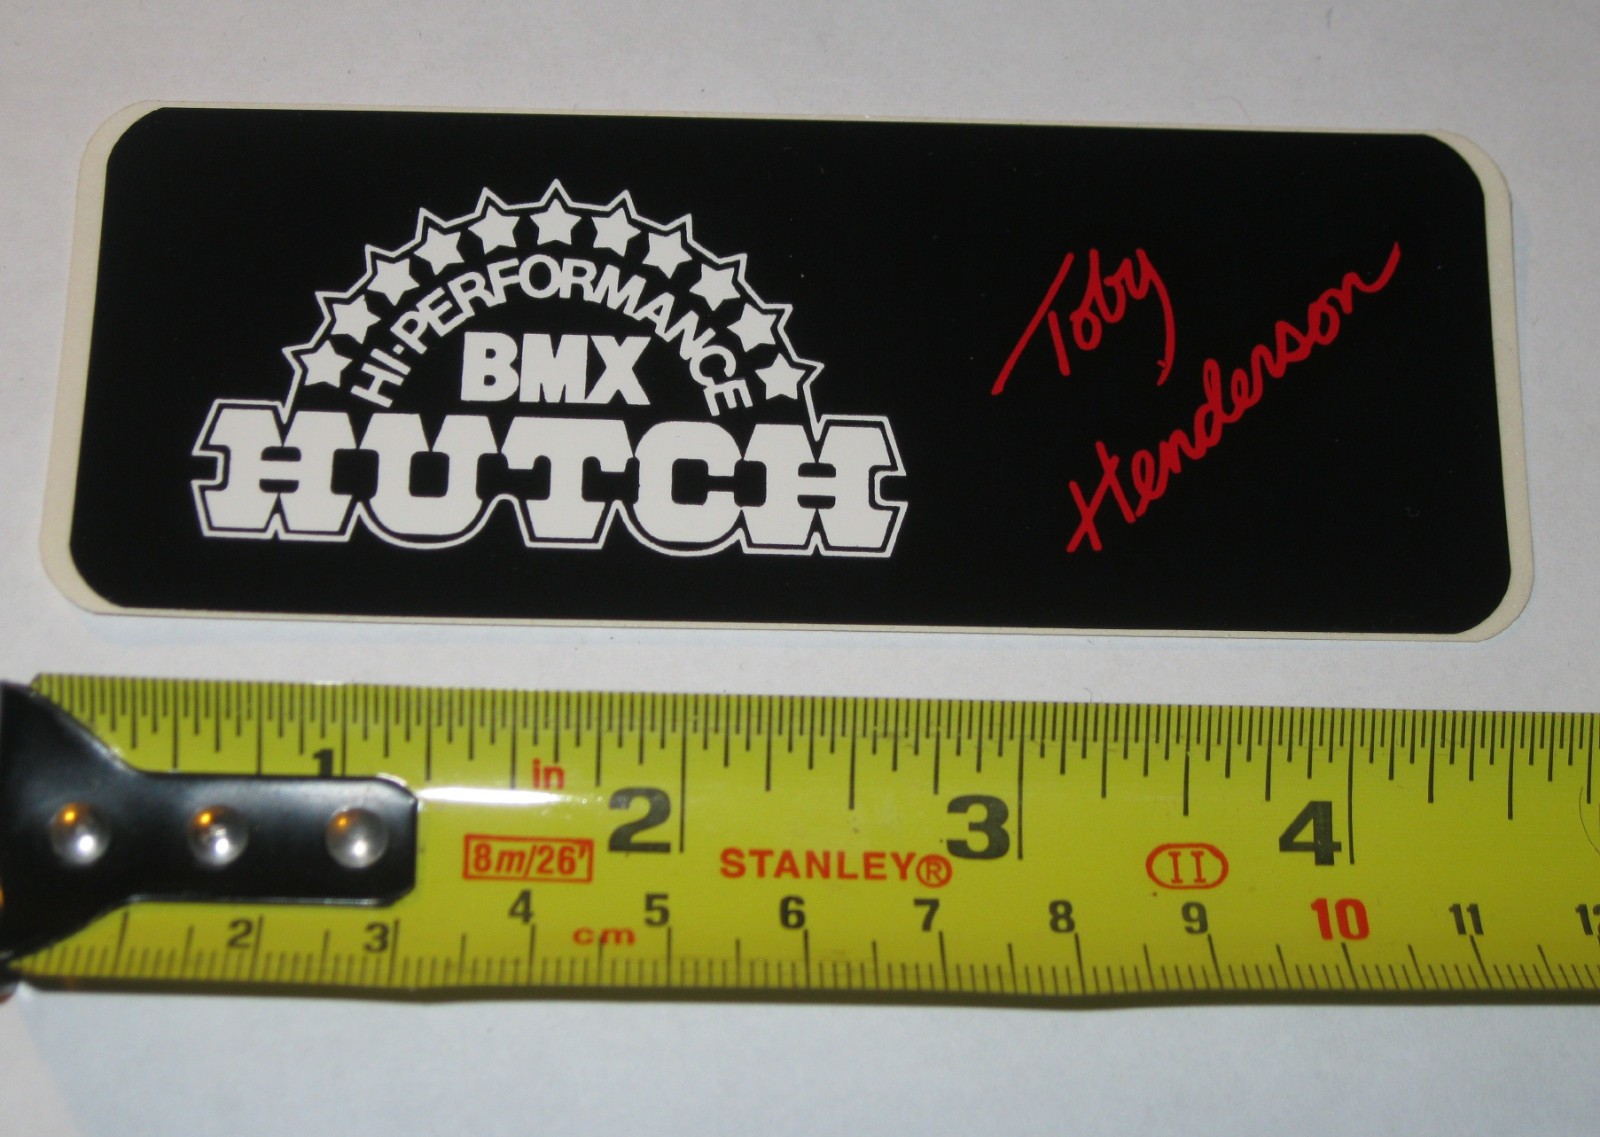 HI-PERFORMANCE
BMX
HUTCH
Toby
Henderson
1 in 2 3 4
8m/26' STANLEY® II
2 3 4 cm 5 6 7 8 9 10 11